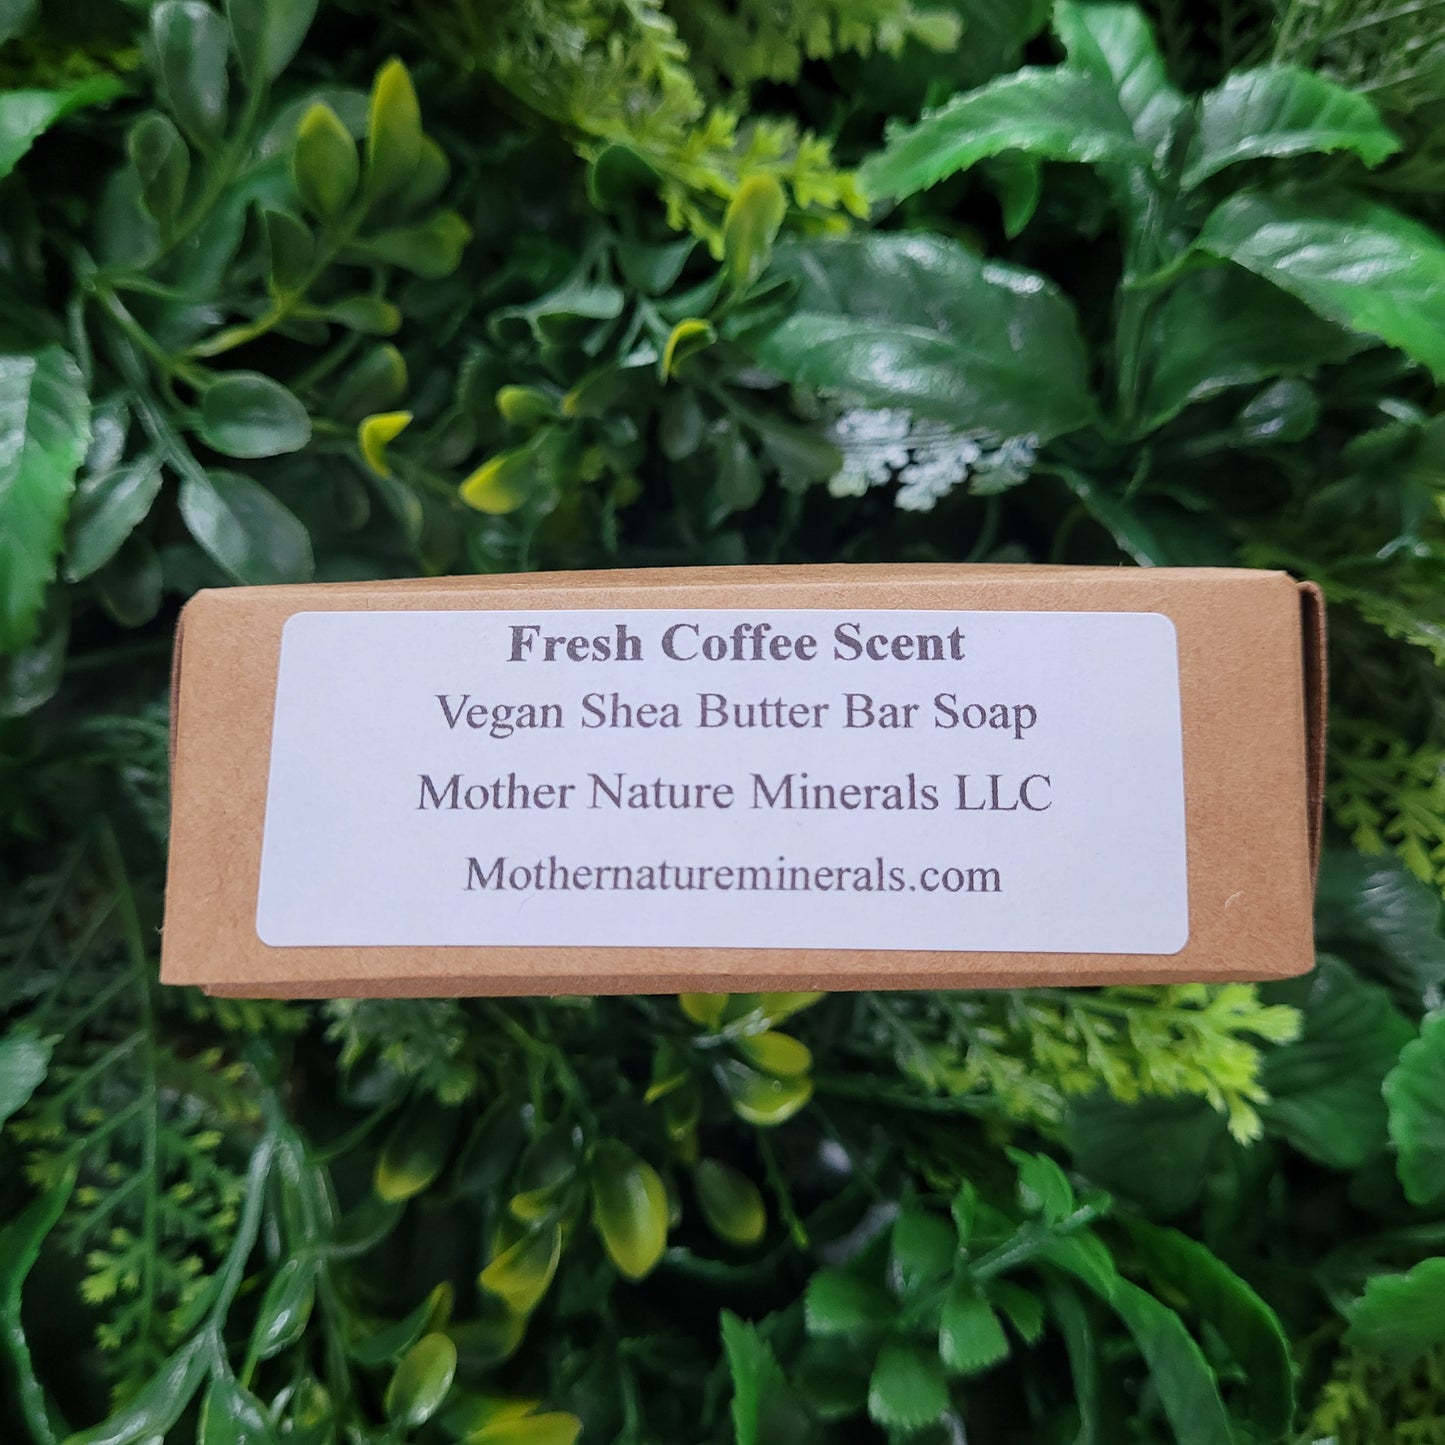 Fresh Coffee Scent
Vegan Shea Butter Bar Soap
Mother Nature Minerals LLC
Mothernatureminerals.com